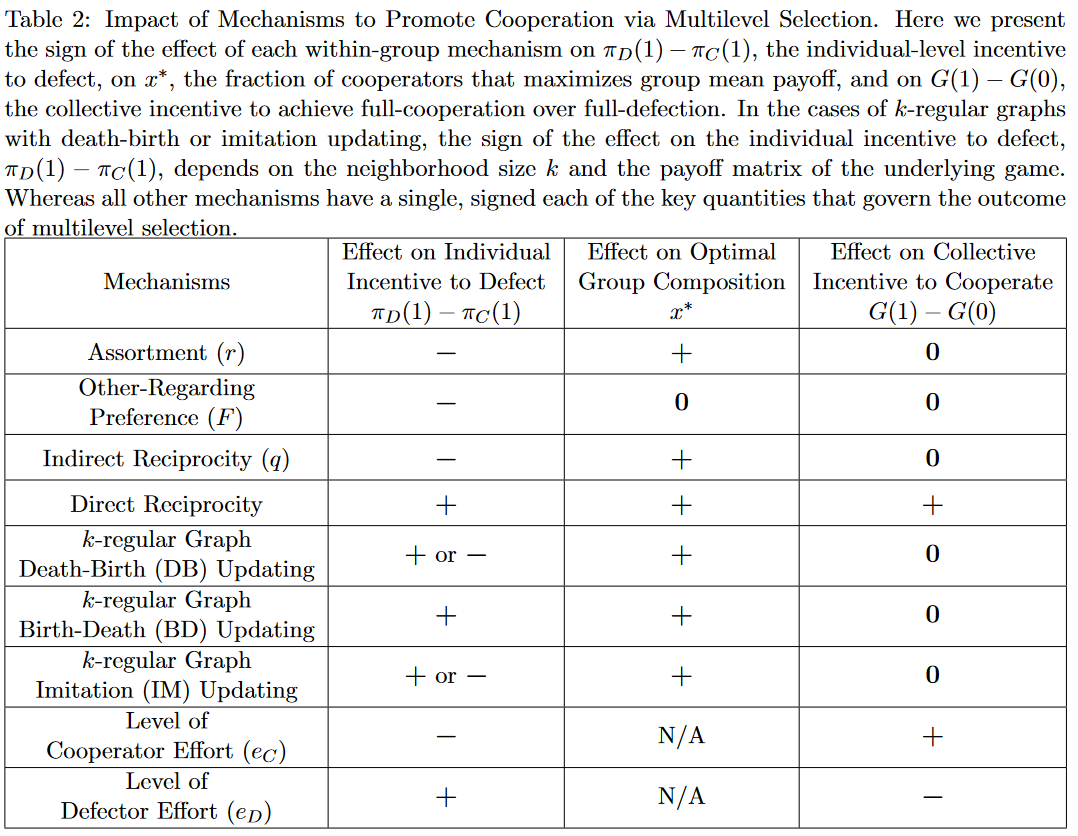 Table 2: Impact of Mechanisms to Promote Cooperation via Multilevel Selection. Here we present
the sign of the effect of each within-group mechanism on π_D(1) − π_C(1), the individual-level incentive
to defect, on x*, the fraction of cooperators that maximizes group mean payoff, and on G(1) − G(0),
the collective incentive to achieve full-cooperation over full-defection. In the cases of k-regular graphs
with death-birth or imitation updating, the sign of the effect on the individual incentive to defect,
π_D(1) − π_C(1), depends on the neighborhood size k and the payoff matrix of the underlying game.
Whereas all other mechanisms have a single, signed each of the key quantities that govern the outcome
of multilevel selection.
Mechanisms
Effect on Individual
Incentive to Defect
π_D(1) − π_C(1)
Effect on Optimal
Group Composition
x*
Effect on Collective
Incentive to Cooperate
G(1) − G(0)
Assortment (r)
−
+
0
Other-Regarding
Preference (F)
−
0
0
Indirect Reciprocity (q)
−
+
0
Direct Reciprocity
+
+
+
k-regular Graph
Death-Birth (DB) Updating
+ or −
+
0
k-regular Graph
Birth-Death (BD) Updating
+
+
0
k-regular Graph
Imitation (IM) Updating
+ or −
+
0
Level of
Cooperator Effort (e_C)
−
N/A
+
Level of
Defector Effort (e_D)
+
N/A
−